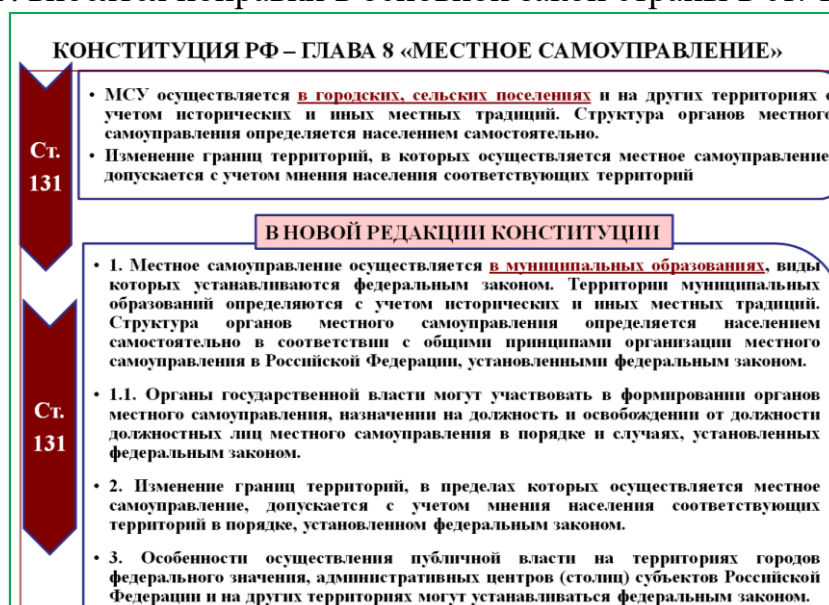 вносятся поправки в основной закон страны в ст.
КОНСТИТУЦИЯ РФ – ГЛАВА 8 «МЕСТНОЕ САМОУПРАВЛЕНИЕ»
Ст.
131
• МСУ осуществляется в городских, сельских поселениях и на других территориях с
учетом исторических и иных местных традиций. Структура органов местного
самоуправления определяется населением самостоятельно.
• Изменение границ территорий, в которых осуществляется местное самоуправление
допускается с учетом мнения населения соответствующих территорий
В НОВОЙ РЕДАКЦИИ КОНСТИТУЦИИ
Ст.
131
• 1. Местное самоуправление осуществляется в муниципальных образованиях, виды
которых устанавливаются федеральным законом. Территории муниципальных
образований определяются с учетом исторических и иных местных традиций.
Структура органов местного самоуправления определяется населением
самостоятельно в соответствии с общими принципами организации местного
самоуправления в Российской Федерации, установленными федеральным законом.
• 1.1. Органы государственной власти могут участвовать в формировании органов
местного самоуправления, назначении на должность и освобождении от должности
должностных лиц местного самоуправления в порядке и случаях, установленных
федеральным законом.
• 2. Изменение границ территорий, в пределах которых осуществляется местное
самоуправление, допускается с учетом мнения населения соответствующих
территорий в порядке, установленном федеральным законом.
• 3. Особенности осуществления публичной власти на территориях городов
федерального значения, административных центров (столиц) субъектов Российской
Федерации и на других территориях могут устанавливаться федеральным законом.